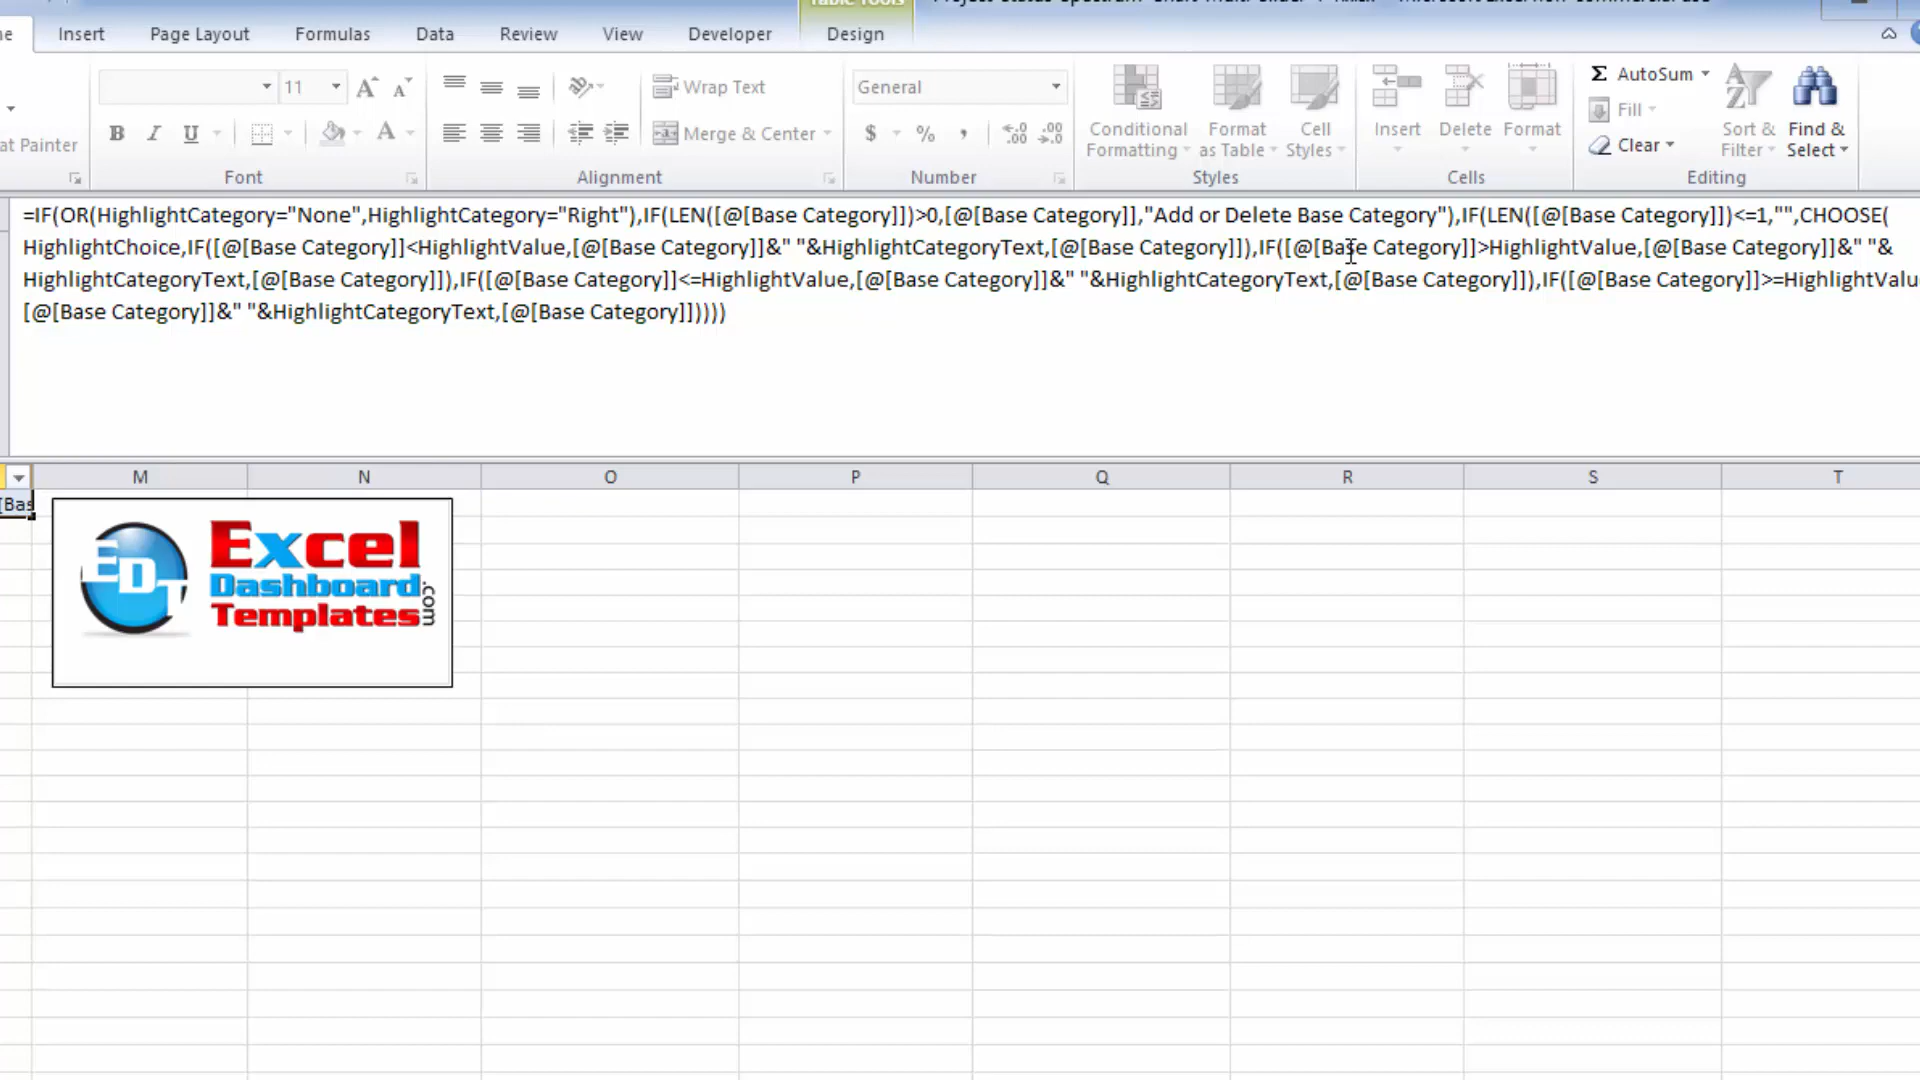 Table Tools
Insert
Page Layout
Formulas
Data
Review
View
Developer
Design
11
Wrap Text
General
AutoSum
Fill
at Painter
B I U
Merge & Center
$ % ,
Conditional Formatting
Format as Table
Cell Styles
Insert
Delete
Format
Clear
Sort & Filter
Find & Select
Font
Alignment
Number
Styles
Cells
Editing
=IF(OR(HighlightCategory="None",HighlightCategory="Right"),IF(LEN([@[Base Category]])>0,[@[Base Category]],"Add or Delete Base Category"),IF(LEN([@[Base Category]])<=1,"",CHOOSE(
HighlightChoice,IF([@[Base Category]]<HighlightValue,[@[Base Category]]&" "&HighlightCategoryText,[@[Base Category]]),IF([@[Base Category]]>HighlightValue,[@[Base Category]]&" "&
HighlightCategoryText,[@[Base Category]]),IF([@[Base Category]]<=HighlightValue,[@[Base Category]]&" "&HighlightCategoryText,[@[Base Category]]),IF([@[Base Category]]>=HighlightValu
[@[Base Category]]&" "&HighlightCategoryText,[@[Base Category]]))))
M N O P Q R S T
[Bas
EDT
Excel
Dashboard
Templates
.com